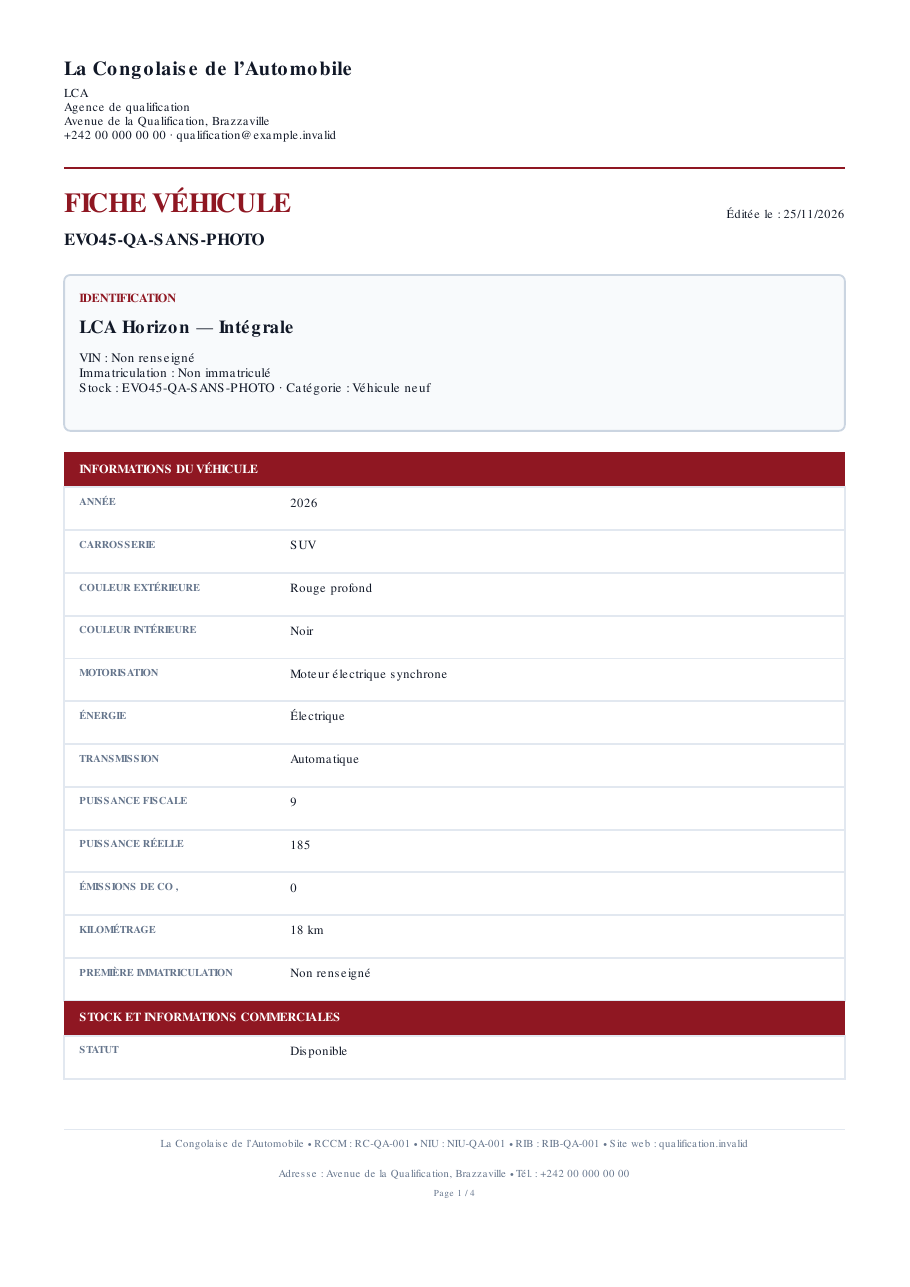 La Congolaise de l’Automobile
LCA
Agence de qualification
Avenue de la Qualification, Brazzaville
+242 00 000 00 00 · qualification@example.invalid
FICHE VÉHICULE
Éditée le : 25/11/2026
EVO45-QA-SANS-PHOTO
IDENTIFICATION
LCA Horizon — Intégrale
VIN : Non renseigné
Immatriculation : Non immatriculé
Stock : EVO45-QA-SANS-PHOTO · Catégorie : Véhicule neuf
INFORMATIONS DU VÉHICULE
ANNÉE 2026
CARROSSERIE SUV
COULEUR EXTÉRIEURE Rouge profond
COULEUR INTÉRIEURE Noir
MOTORISATION Moteur électrique synchrone
ÉNERGIE Électrique
TRANSMISSION Automatique
PUISSANCE FISCALE 9
PUISSANCE RÉELLE 185
ÉMISSIONS DE CO , 0
KILOMÉTRAGE 18 km
PREMIÈRE IMMATRICULATION Non renseigné
STOCK ET INFORMATIONS COMMERCIALES
STATUT Disponible
La Congolaise de l'Automobile • RCCM : RC-QA-001 • NIU : NIU-QA-001 • RIB : RIB-QA-001 • Site web : qualification.invalid
Adresse : Avenue de la Qualification, Brazzaville • Tél. : +242 00 000 00 00
Page 1 / 4